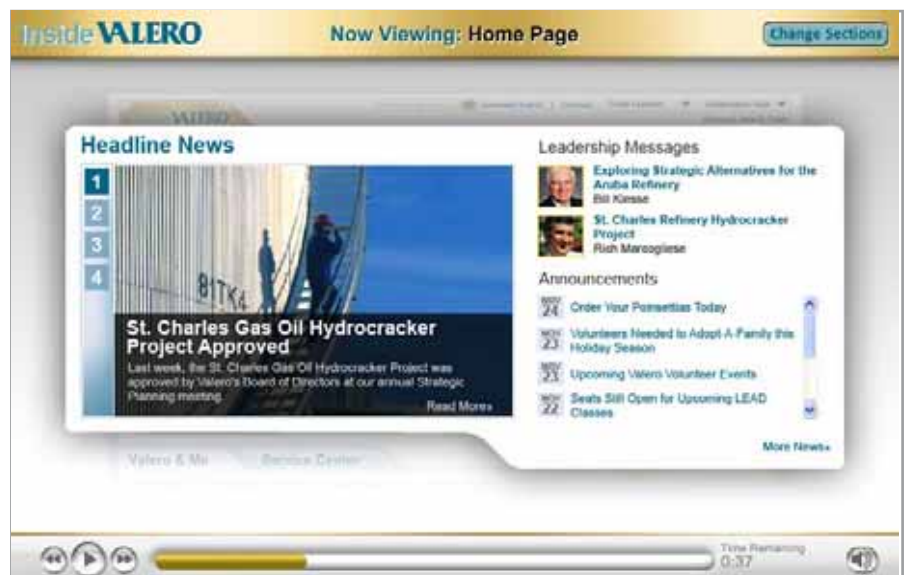 Inside VALERO
Now Viewing: Home Page
Change Sections
VALERO
Headline News
1
2
3
4
81TK4
St. Charles Gas Oil Hydrocracker
Project Approved
Last week, the St. Charles Gas Oil Hydrocracker Project was
approved by Valero's Board of Directors at our annual Strategic
Planning meeting.
Read More»
Leadership Messages
Exploring Strategic Alternatives for the
Aruba Refinery
Bill Klesse
St. Charles Refinery Hydrocracker
Project
Rich Marcogliese
Announcements
NOV
24
Order Your Poinsettias Today
NOV
23
Volunteers Needed to Adopt-A-Family this
Holiday Season
NOV
23
Upcoming Valero Volunteer Events
NOV
22
Seats Still Open for Upcoming LEAD
Classes
More News»
Valero & Me
Service Center
Time Remaining
0:37